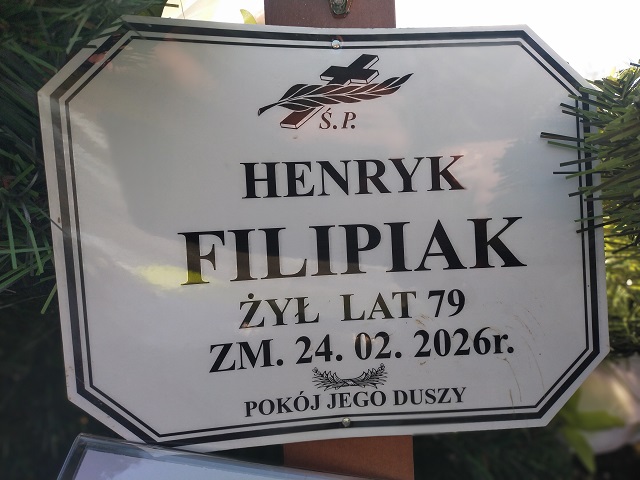 Ś.P.
HENRYK
FILIPIAK
ŻYŁ LAT 79
ZM. 24. 02. 2026r.
POKÓJ JEGO DUSZY